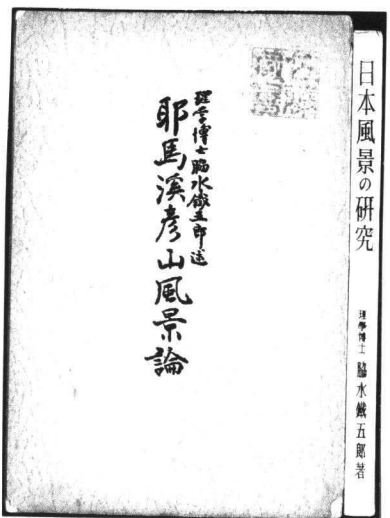 日本風景の研究
理學博士 脇水鐵五郎著
理学博士脇水鐵五郎述
耶馬溪彦山風景論